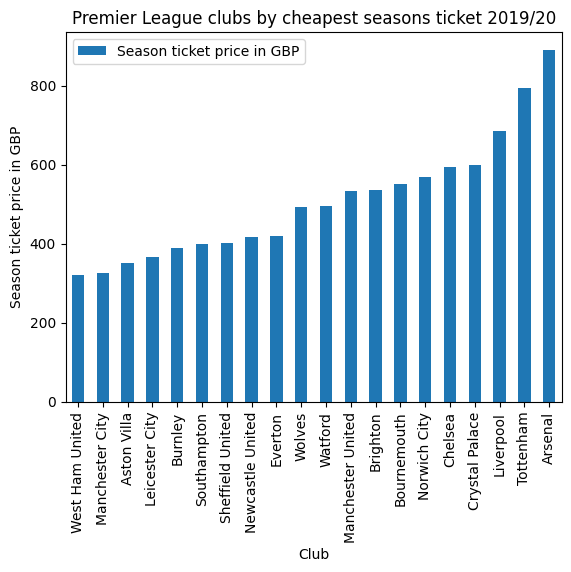 Premier League clubs by cheapest seasons ticket 2019/20
Season ticket price in GBP
Season ticket price in GBP
800
600
400
200
0
West Ham United
Manchester City
Aston Villa
Leicester City
Burnley
Southampton
Sheffield United
Newcastle United
Everton
Wolves
Watford
Manchester United
Brighton
Bournemouth
Norwich City
Chelsea
Crystal Palace
Liverpool
Tottenham
Arsenal
Club